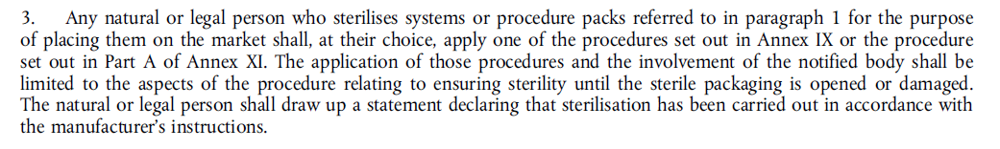 3. Any natural or legal person who sterilises systems or procedure packs referred to in paragraph 1 for the purpose
of placing them on the market shall, at their choice, apply one of the procedures set out in Annex IX or the procedure
set out in Part A of Annex XI. The application of those procedures and the involvement of the notified body shall be
limited to the aspects of the procedure relating to ensuring sterility until the sterile packaging is opened or damaged.
The natural or legal person shall draw up a statement declaring that sterilisation has been carried out in accordance with
the manufacturer's instructions.